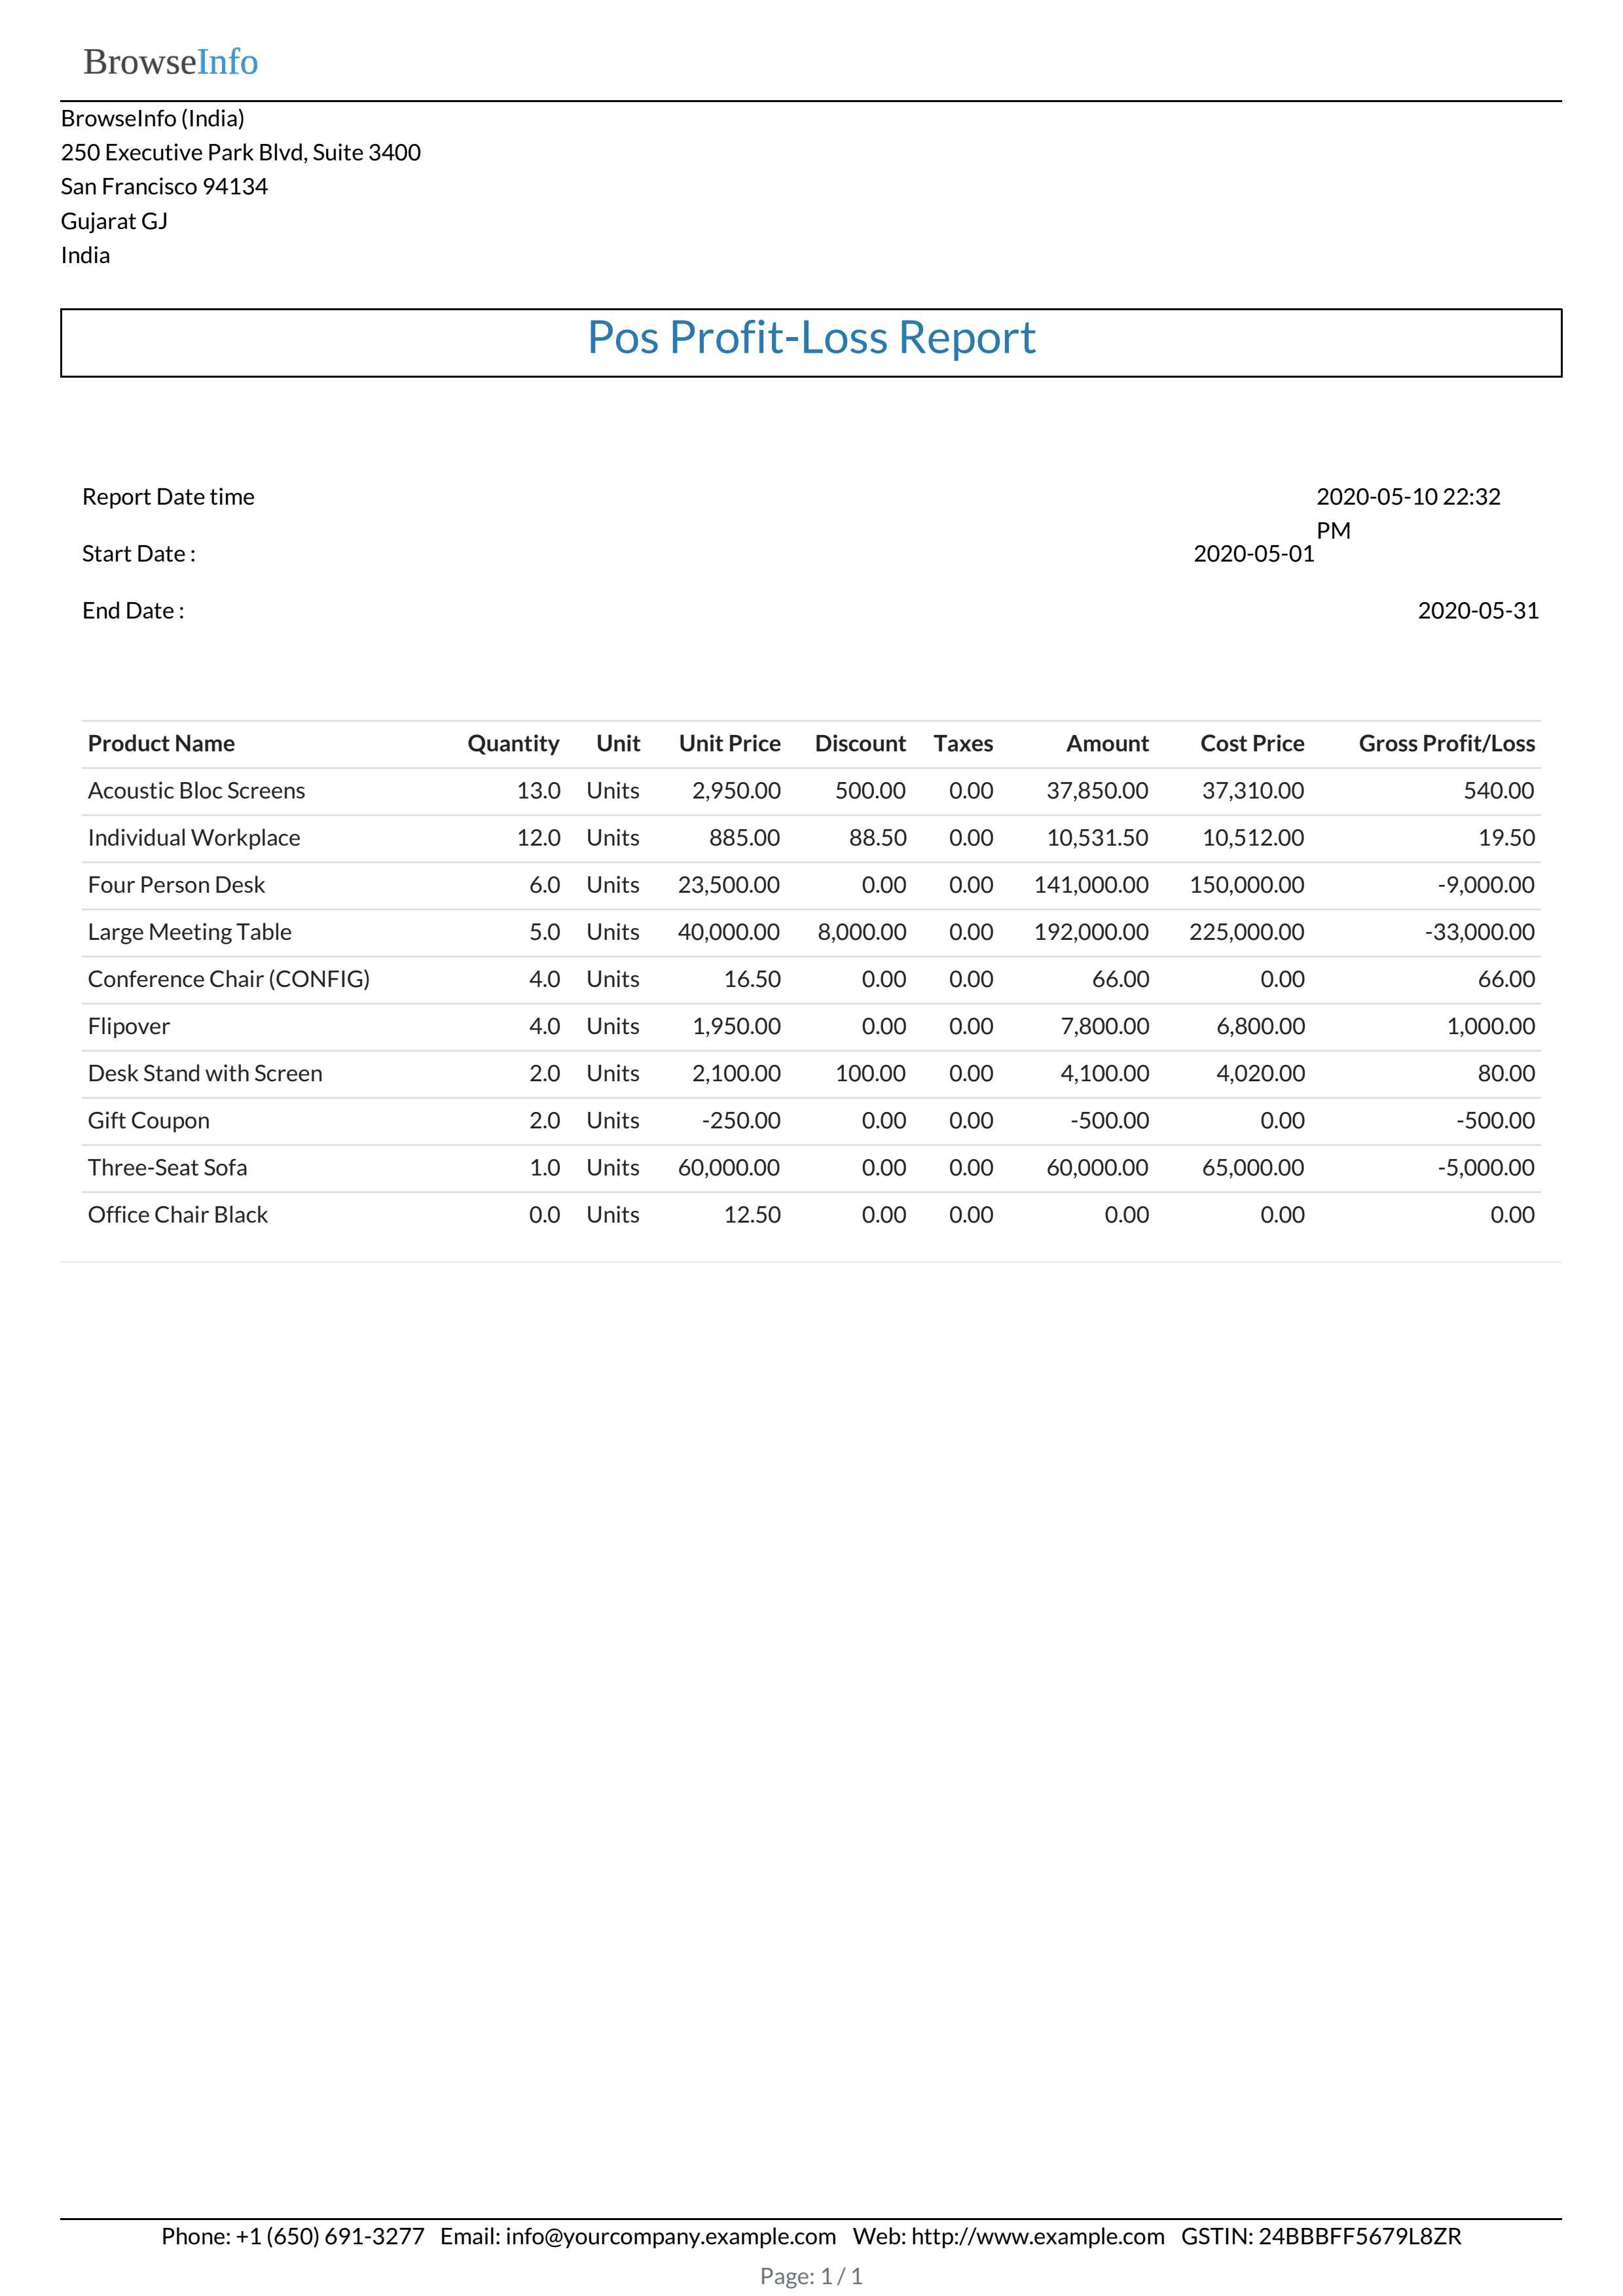 BrowseInfo
BrowseInfo (India)
250 Executive Park Blvd, Suite 3400
San Francisco 94134
Gujarat GJ
India
Pos Profit-Loss Report
Report Date time 2020-05-10 22:32
PM
Start Date : 2020-05-01
End Date : 2020-05-31
Product Name Quantity Unit Unit Price Discount Taxes Amount Cost Price Gross Profit/Loss
Acoustic Bloc Screens 13.0 Units 2,950.00 500.00 0.00 37,850.00 37,310.00 540.00
Individual Workplace 12.0 Units 885.00 88.50 0.00 10,531.50 10,512.00 19.50
Four Person Desk 6.0 Units 23,500.00 0.00 0.00 141,000.00 150,000.00 -9,000.00
Large Meeting Table 5.0 Units 40,000.00 8,000.00 0.00 192,000.00 225,000.00 -33,000.00
Conference Chair (CONFIG) 4.0 Units 16.50 0.00 0.00 66.00 0.00 66.00
Flipover 4.0 Units 1,950.00 0.00 0.00 7,800.00 6,800.00 1,000.00
Desk Stand with Screen 2.0 Units 2,100.00 100.00 0.00 4,100.00 4,020.00 80.00
Gift Coupon 2.0 Units -250.00 0.00 0.00 -500.00 0.00 -500.00
Three-Seat Sofa 1.0 Units 60,000.00 0.00 0.00 60,000.00 65,000.00 -5,000.00
Office Chair Black 0.0 Units 12.50 0.00 0.00 0.00 0.00 0.00
Phone: +1 (650) 691-3277 Email: info@yourcompany.example.com Web: http://www.example.com GSTIN: 24BBBFF5679L8ZR
Page: 1 / 1